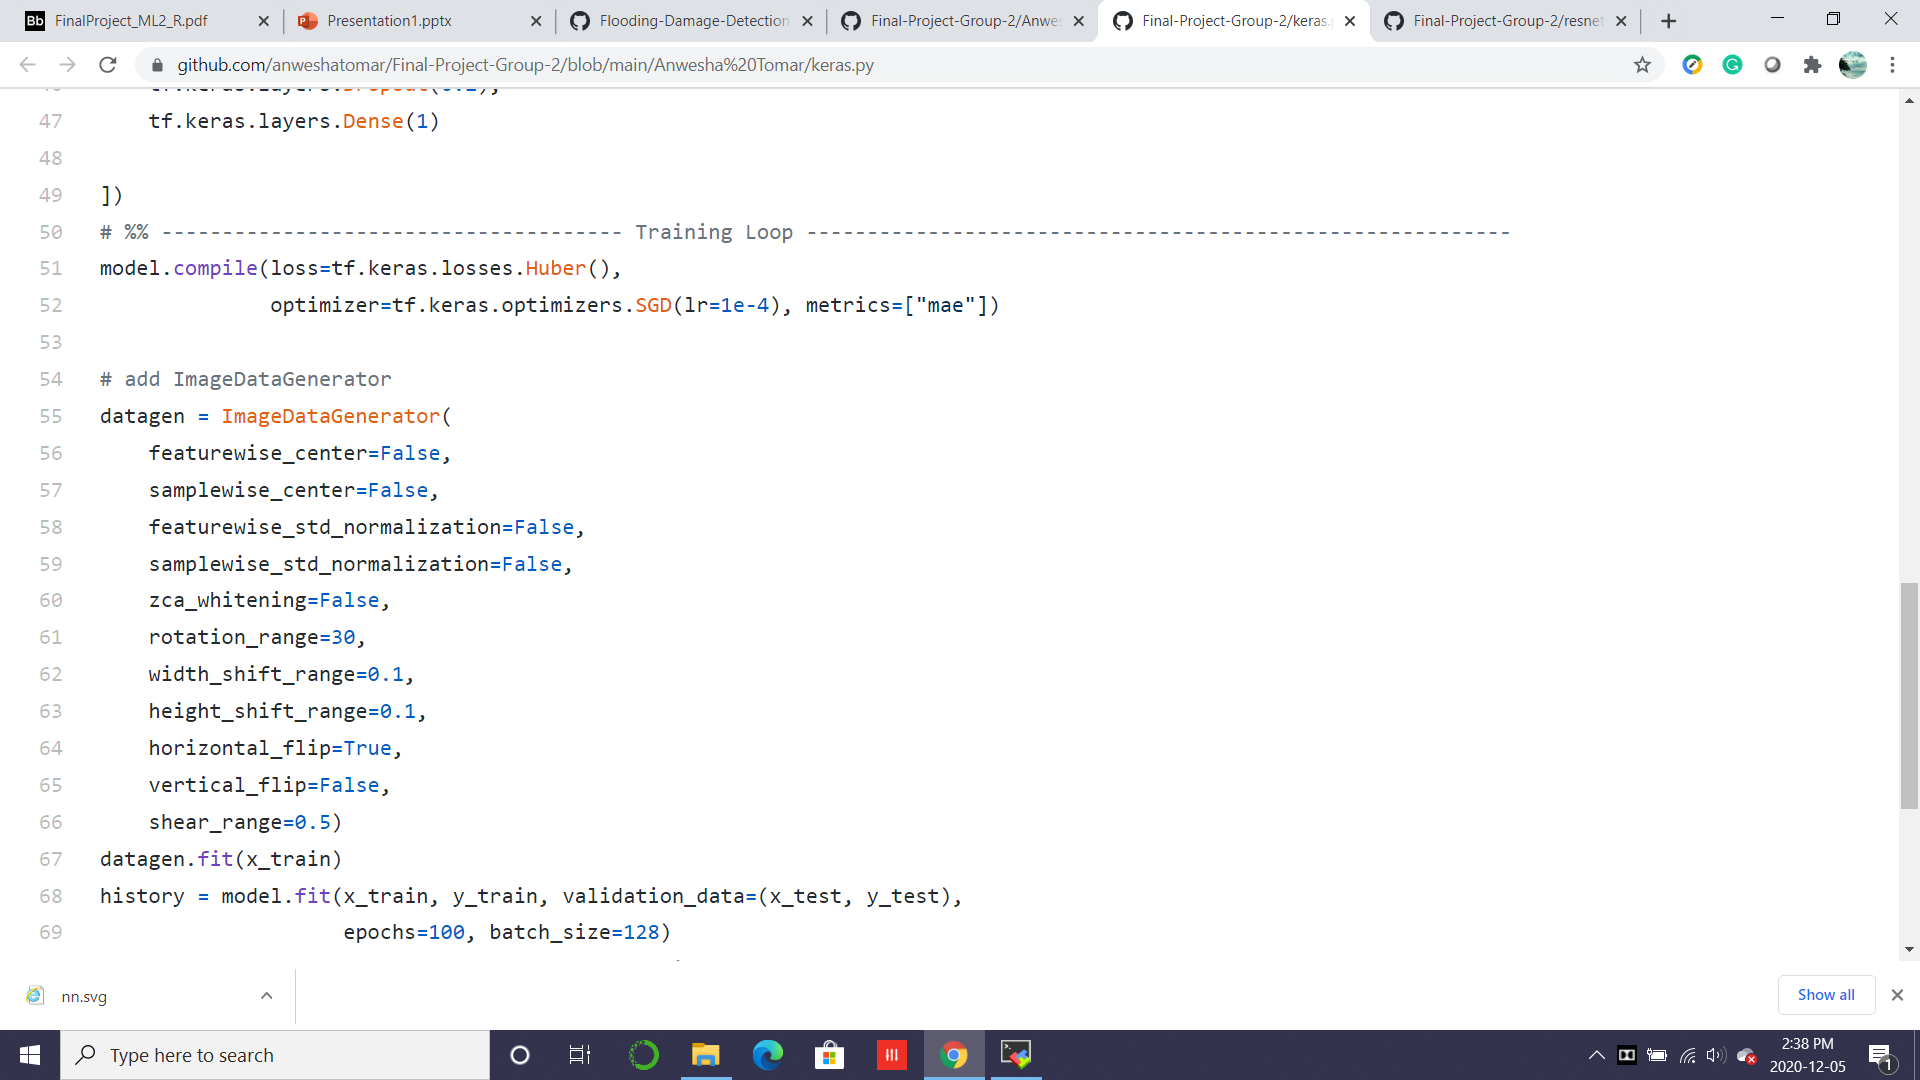 FinalProject_ML2_R.pdf
Presentation1.pptx
Flooding-Damage-Detection
Final-Project-Group-2/Anwes
Final-Project-Group-2/keras.
Final-Project-Group-2/resnet
github.com/anweshatomar/Final-Project-Group-2/blob/main/Anwesha%20Tomar/keras.py
47 tf.keras.layers.Dense(1)
48
49 ])
50 # %% -------------------------------------- Training Loop ----------------------------------------------------------
51 model.compile(loss=tf.keras.losses.Huber(),
52 optimizer=tf.keras.optimizers.SGD(lr=1e-4), metrics=["mae"])
53
54 # add ImageDataGenerator
55 datagen = ImageDataGenerator(
56 featurewise_center=False,
57 samplewise_center=False,
58 featurewise_std_normalization=False,
59 samplewise_std_normalization=False,
60 zca_whitening=False,
61 rotation_range=30,
62 width_shift_range=0.1,
63 height_shift_range=0.1,
64 horizontal_flip=True,
65 vertical_flip=False,
66 shear_range=0.5)
67 datagen.fit(x_train)
68 history = model.fit(x_train, y_train, validation_data=(x_test, y_test),
69 epochs=100, batch_size=128)
nn.svg
Show all
Type here to search
2:38 PM
2020-12-05
1